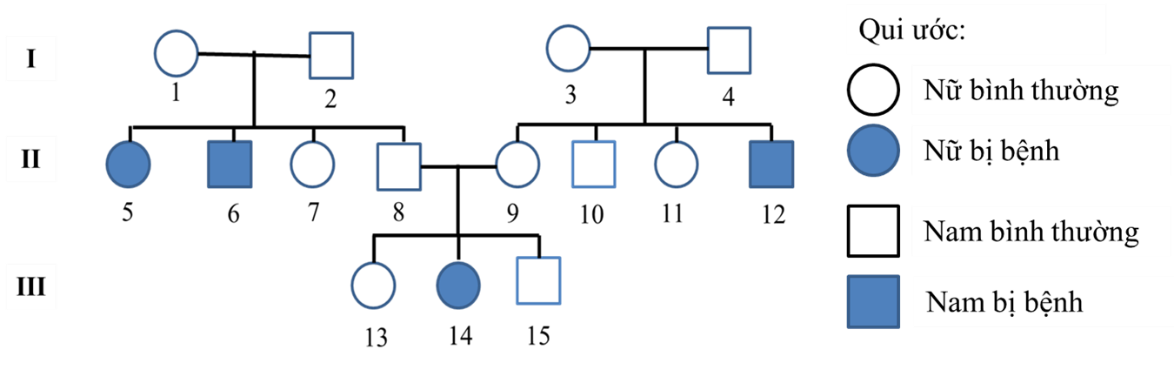 Qui ước:
I
1
2
3
4
Nữ bình thường
Nữ bị bệnh
II
5
6
7
8
9
10
11
12
Nam bình thường
III
13
14
15
Nam bị bệnh